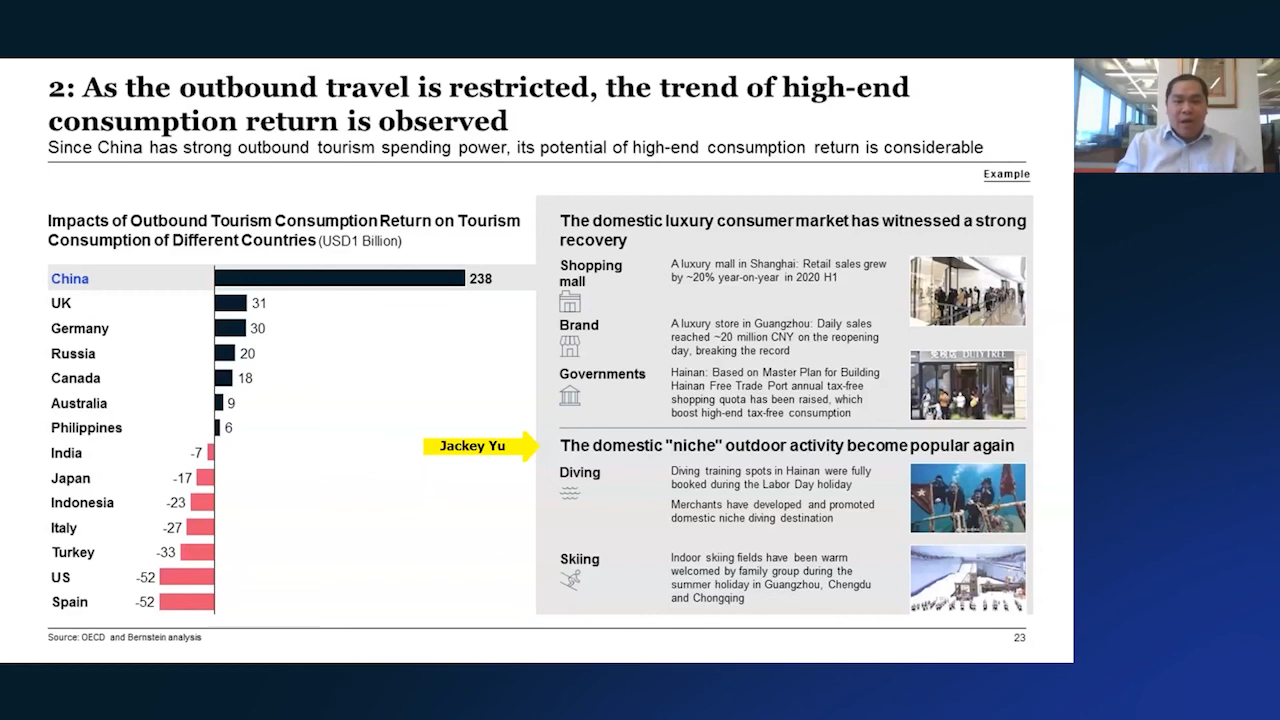 2: As the outbound travel is restricted, the trend of high-end
consumption return is observed
Since China has strong outbound tourism spending power, its potential of high-end consumption return is considerable
Example
Impacts of Outbound Tourism Consumption Return on Tourism
Consumption of Different Countries (USD1 Billion)
China 238
UK 31
Germany 30
Russia 20
Canada 18
Australia 9
Philippines 6
India -7
Japan -17
Indonesia -23
Italy -27
Turkey -33
US -52
Spain -52
The domestic luxury consumer market has witnessed a strong
recovery
Shopping
mall
A luxury mall in Shanghai: Retail sales grew
by ~20% year-on-year in 2020 H1
Brand
A luxury store in Guangzhou: Daily sales
reached ~20 million CNY on the reopening
day, breaking the record
Governments
Hainan: Based on Master Plan for Building
Hainan Free Trade Port annual tax-free
shopping quota has been raised, which
boost high-end tax-free consumption
免税店 DUTY FREE
Jackey Yu
The domestic "niche" outdoor activity become popular again
Diving
Diving training spots in Hainan were fully
booked during the Labor Day holiday
Merchants have developed and promoted
domestic niche diving destination
Skiing
Indoor skiing fields have been warm
welcomed by family group during the
summer holiday in Guangzhou, Chengdu
and Chongqing
Source: OECD and Bernstein analysis
23